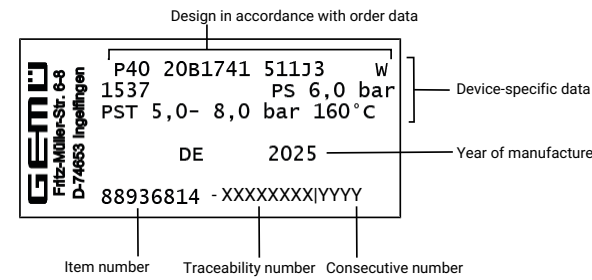 Design in accordance with order data
GEMÜ
Fritz-Müller-Str. 6-8
D-74653 Ingelfingen
P40 20B1741 511J3 W
1537 PS 6,0 bar
PST 5,0- 8,0 bar 160°C
Device-specific data
DE 2025
Year of manufacture
88936814 -XXXXXXXX|YYYY
Item number Traceability number Consecutive number